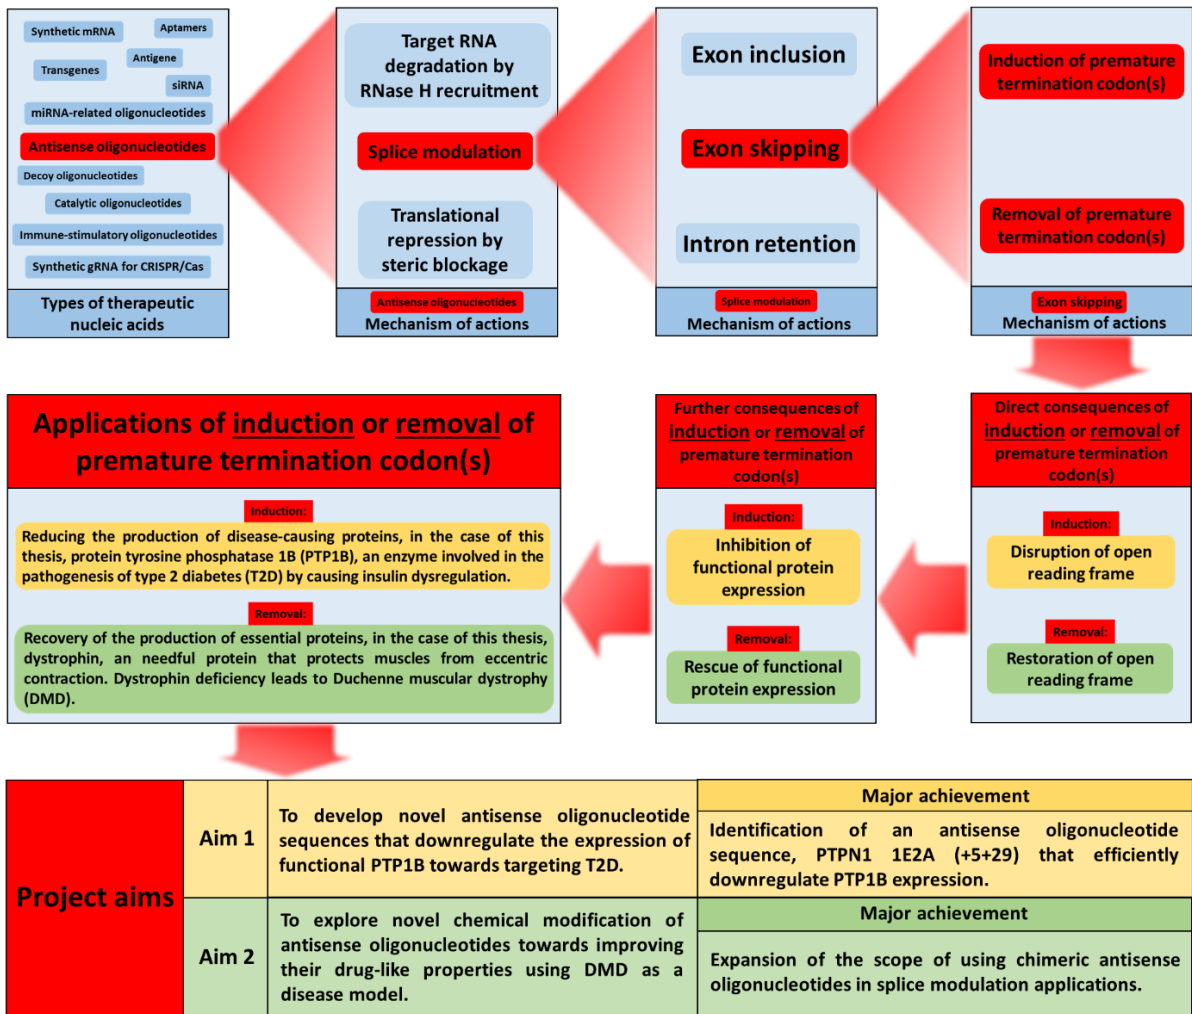 Synthetic mRNA
Aptamers
Antigene
Transgenes
siRNA
miRNA-related oligonucleotides
Antisense oligonucleotides
Decoy oligonucleotides
Catalytic oligonucleotides
Immune-stimulatory oligonucleotides
Synthetic gRNA for CRISPR/Cas
Types of therapeutic
nucleic acids
Target RNA
degradation by
RNase H recruitment
Splice modulation
Translational
repression by
steric blockage
Antisense oligonucleotides
Mechanism of actions
Exon inclusion
Exon skipping
Intron retention
Splice modulation
Mechanism of actions
Induction of premature
termination codon(s)
Removal of premature
termination codon(s)
Exon skipping
Mechanism of actions
Direct consequences of
induction or removal of
premature termination
codon(s)
Induction:
Disruption of open
reading frame
Removal:
Restoration of open
reading frame
Further consequences of
induction or removal of
premature termination
codon(s)
Induction:
Inhibition of
functional protein
expression
Removal:
Rescue of functional
protein expression
Applications of induction or removal of
premature termination codon(s)
Induction:
Reducing the production of disease-causing proteins, in the case of this
thesis, protein tyrosine phosphatase 1B (PTP1B), an enzyme involved in the
pathogenesis of type 2 diabetes (T2D) by causing insulin dysregulation.
Removal:
Recovery of the production of essential proteins, in the case of this thesis,
dystrophin, an needful protein that protects muscles from eccentric
contraction. Dystrophin deficiency leads to Duchenne muscular dystrophy
(DMD).
Project aims
Aim 1
To develop novel antisense oligonucleotide
sequences that downregulate the expression of
functional PTP1B towards targeting T2D.
Major achievement
Identification of an antisense oligonucleotide
sequence, PTPN1 1E2A (+5+29) that efficiently
downregulate PTP1B expression.
Aim 2
To explore novel chemical modification of
antisense oligonucleotides towards improving
their drug-like properties using DMD as a
disease model.
Major achievement
Expansion of the scope of using chimeric antisense
oligonucleotides in splice modulation applications.